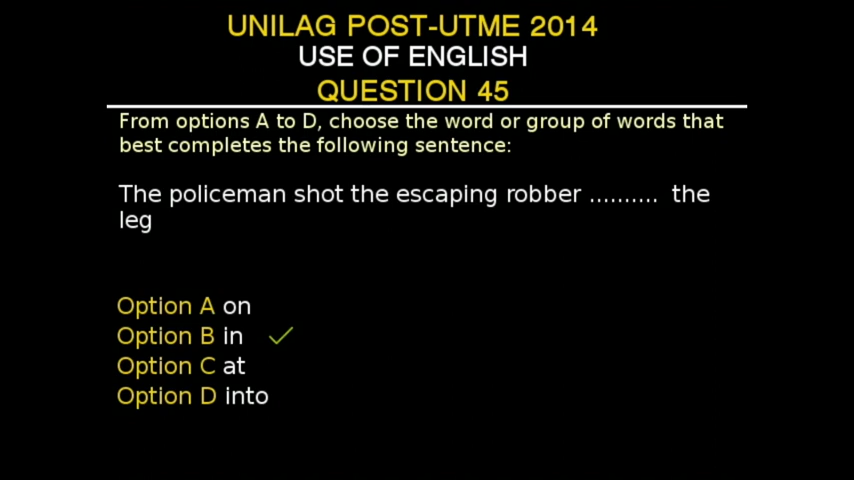 UNILAG POST-UTME 2014
USE OF ENGLISH
QUESTION 45
From options A to D, choose the word or group of words that
best completes the following sentence:
The policeman shot the escaping robber .......... the
leg
Option A on
Option B in
Option C at
Option D into